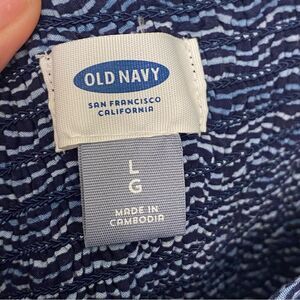 OLD NAVY
SAN FRANCISCO
CALIFORNIA
L
G
MADE IN
CAMBODIA